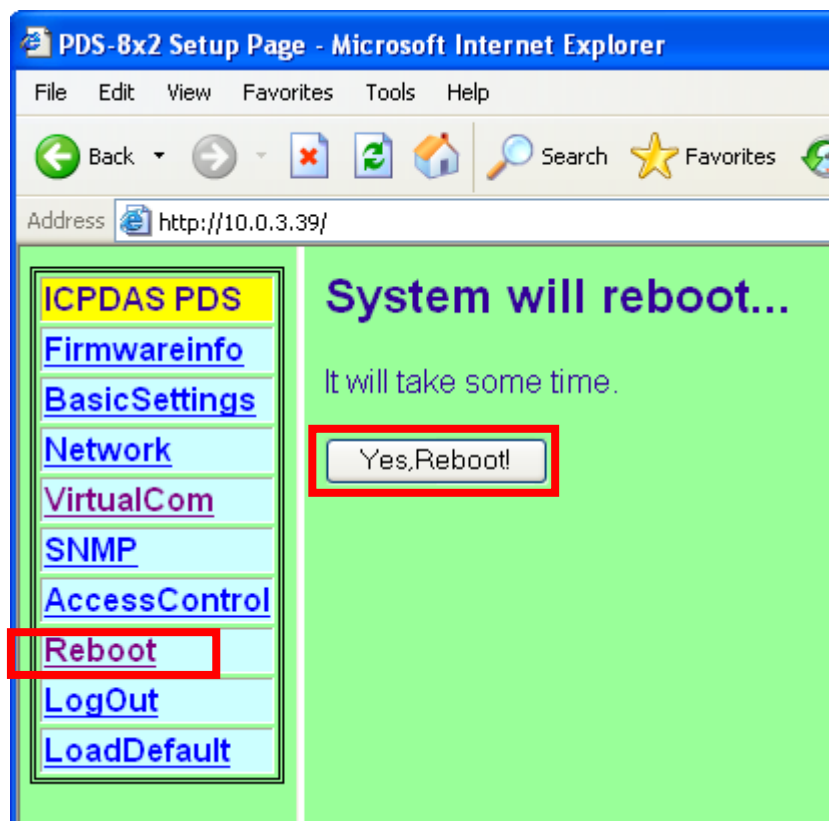 PDS-8x2 Setup Page - Microsoft Internet Explorer
File Edit View Favorites Tools Help
Back Search Favorites
Address http://10.0.3.39/
ICPDAS PDS
Firmwareinfo
BasicSettings
Network
VirtualCom
SNMP
AccessControl
Reboot
LogOut
LoadDefault
System will reboot...
It will take some time.
Yes,Reboot!